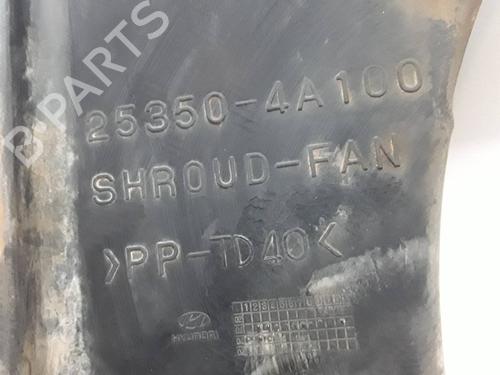 B PARTS
25350-4A100
SHROUD-FAN
>PP-TD40<
HYUNDAI